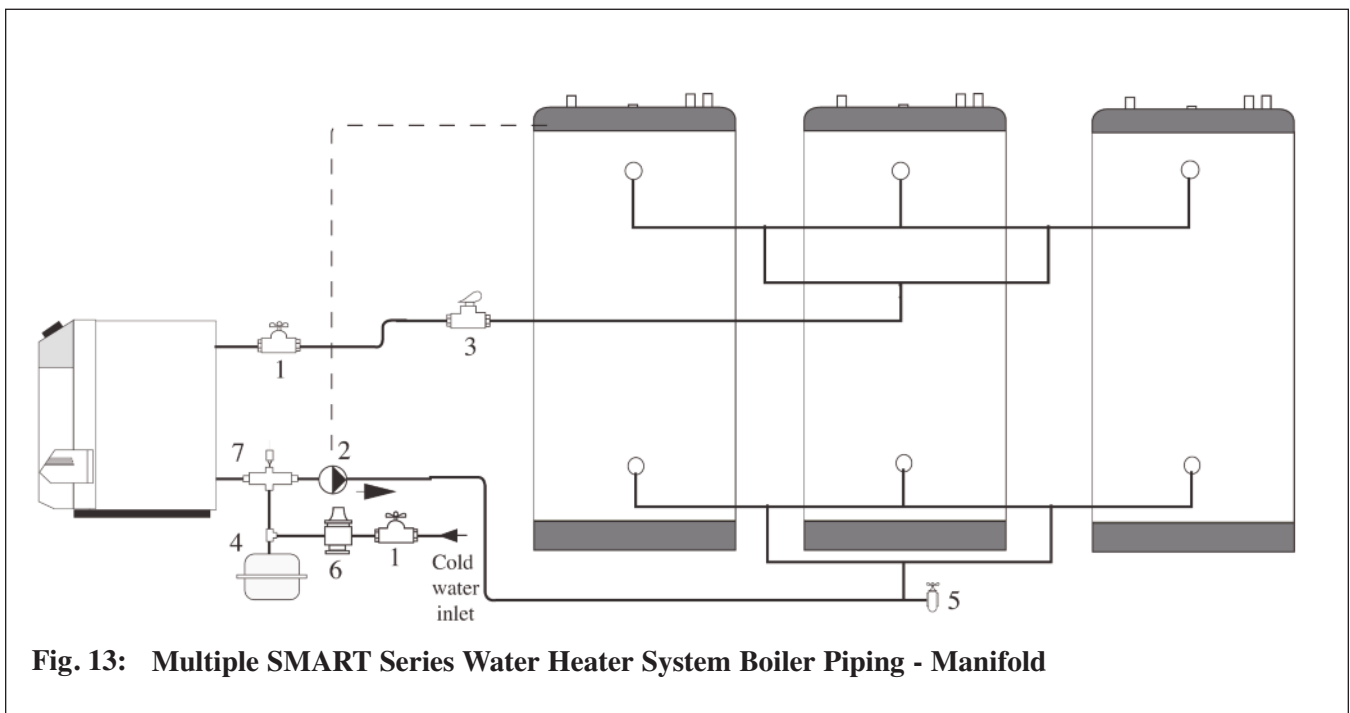 1
3
7
2
4
6
1
Cold
water
inlet
5
Fig. 13: Multiple SMART Series Water Heater System Boiler Piping - Manifold